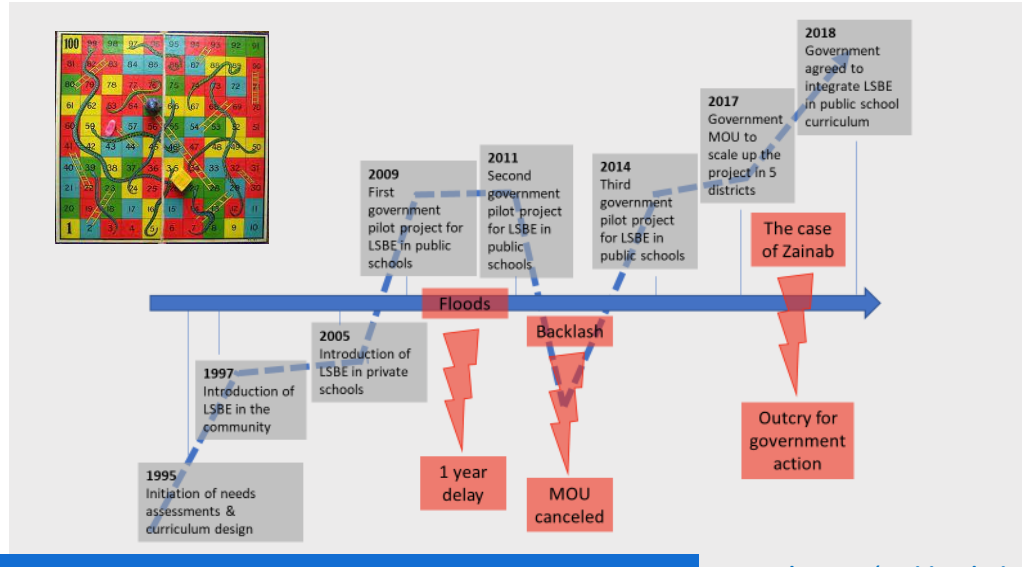 2018
Government
agreed to
integrate LSBE
in public school
curriculum
2017
Government
MOU to
scale up the
project in 5
districts
2014
Third
government
pilot project
for LSBE in
public schools
2011
Second
government
pilot project
for LSBE in
public
schools
2009
First
government
pilot project for
LSBE in public
schools
The case
of Zainab
Floods
Backlash
2005
Introduction of
LSBE in private
schools
1997
Introduction of
LSBE in the
community
1995
Initiation of needs
assessments &
curriculum design
1 year
delay
MOU
canceled
Outcry for
government
action